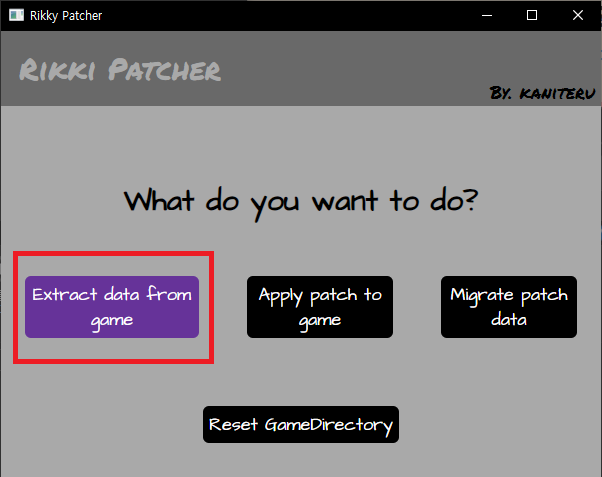 Rikky Patcher
Rikki Patcher
By. kaniteru
What do you want to do?
Extract data from
game
Apply patch to
game
Migrate patch
data
Reset GameDirectory